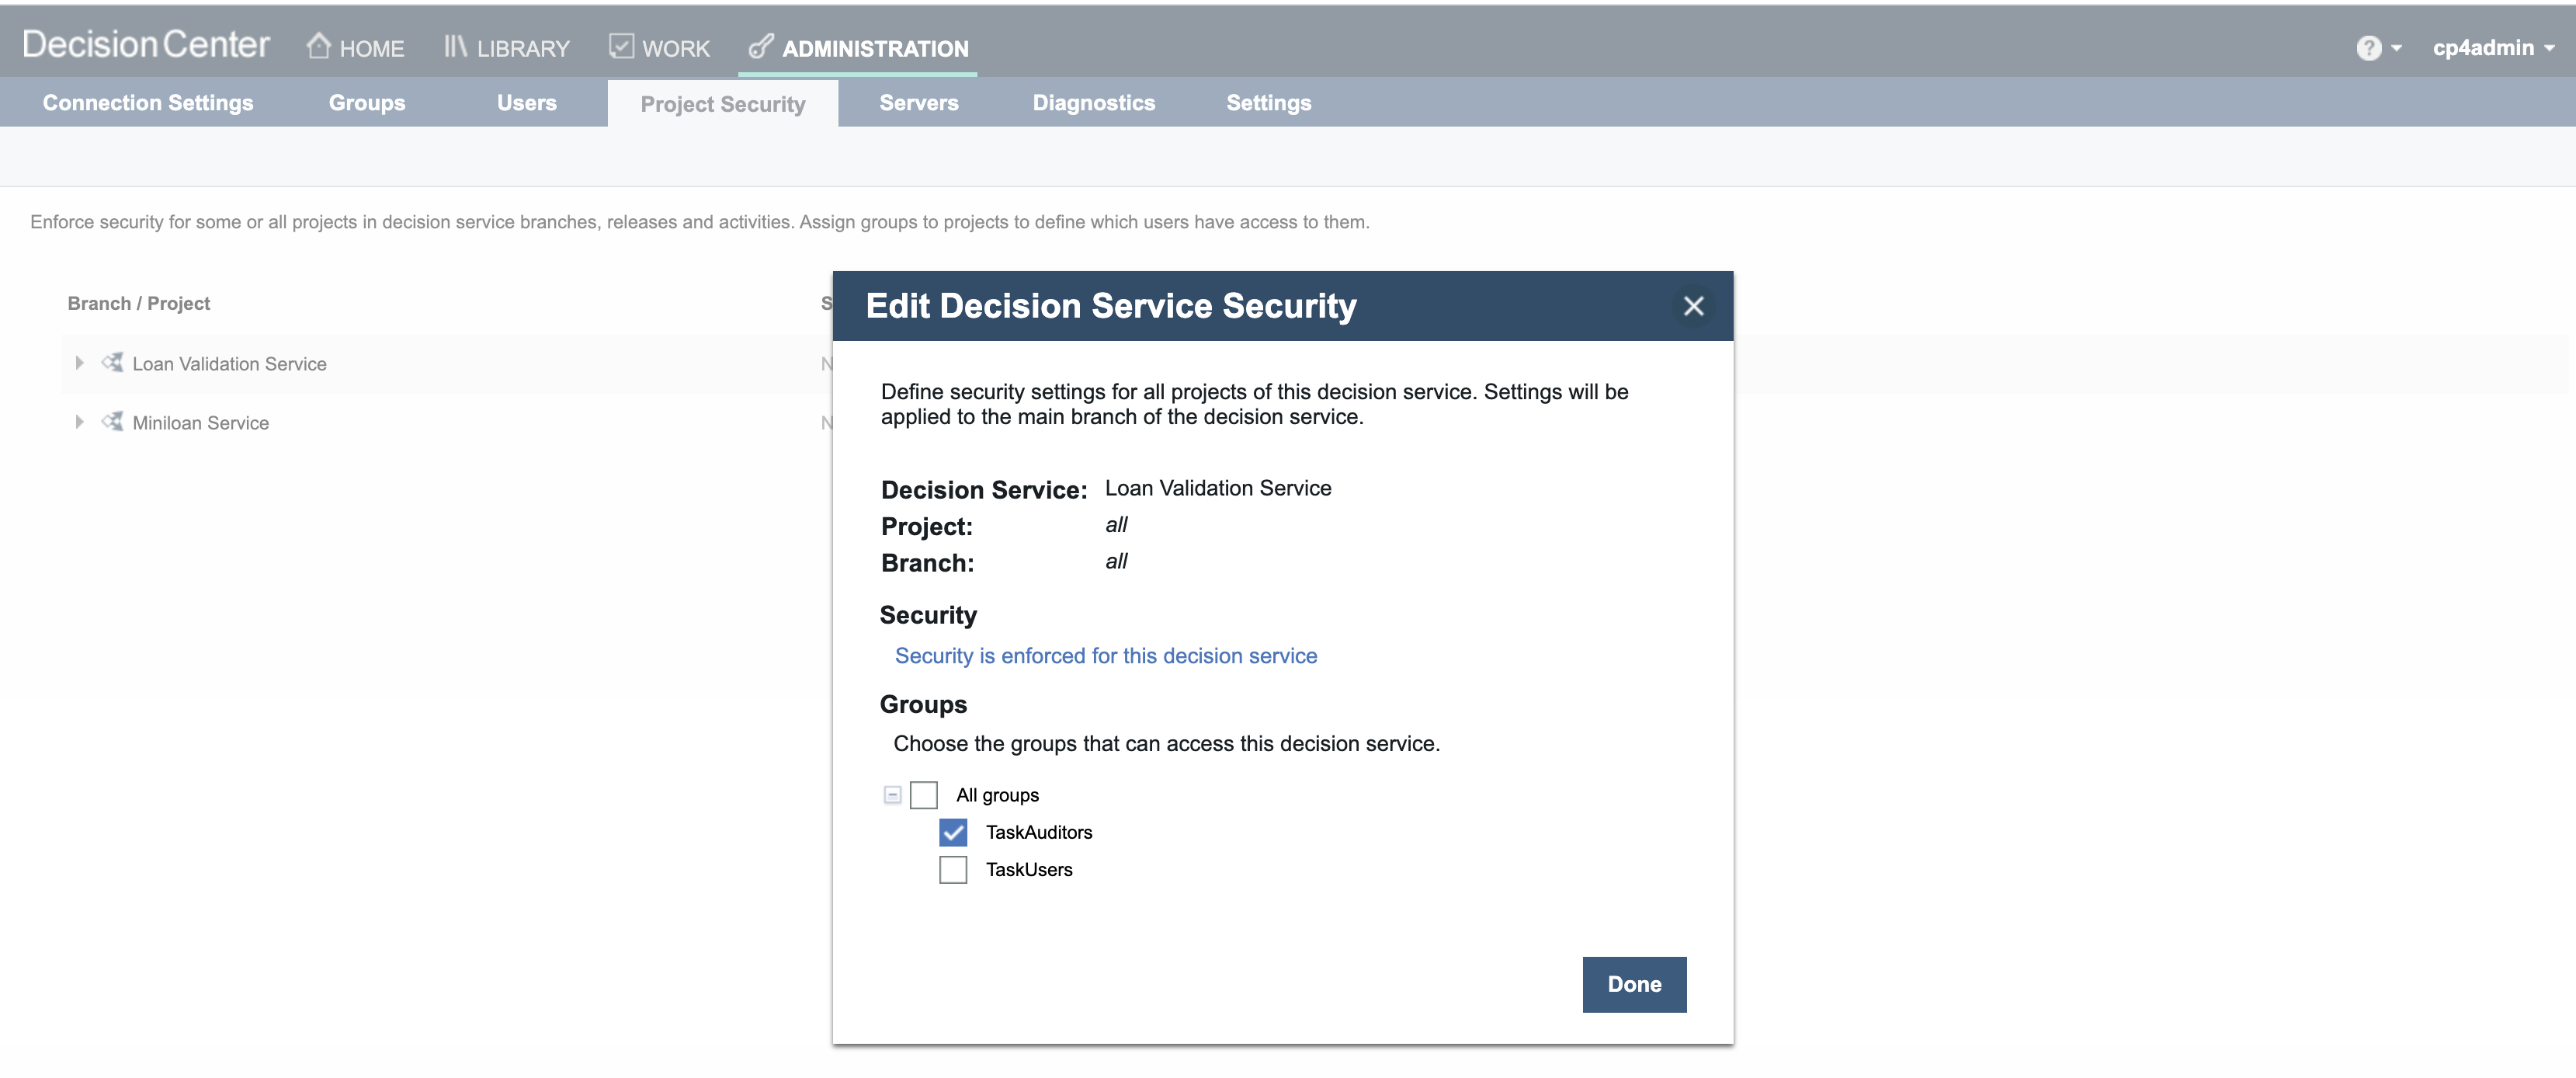 DecisionCenter HOME LIBRARY WORK ADMINISTRATION ? cp4admin
Connection Settings Groups Users Project Security Servers Diagnostics Settings
Enforce security for some or all projects in decision service branches, releases and activities. Assign groups to projects to define which users have access to them.
Branch / Project S
Loan Validation Service N
Miniloan Service N
Edit Decision Service Security
Define security settings for all projects of this decision service. Settings will be
applied to the main branch of the decision service.
Decision Service: Loan Validation Service
Project: all
Branch: all
Security
Security is enforced for this decision service
Groups
Choose the groups that can access this decision service.
All groups
TaskAuditors
TaskUsers
Done